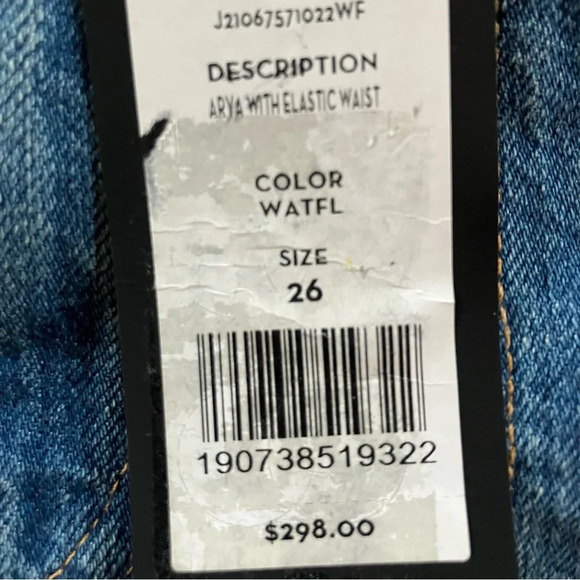 J21067571022WF
DESCRIPTION
ARYA WITH ELASTIC WAIST
COLOR
WATFL
SIZE
26
190738519322
$298.00